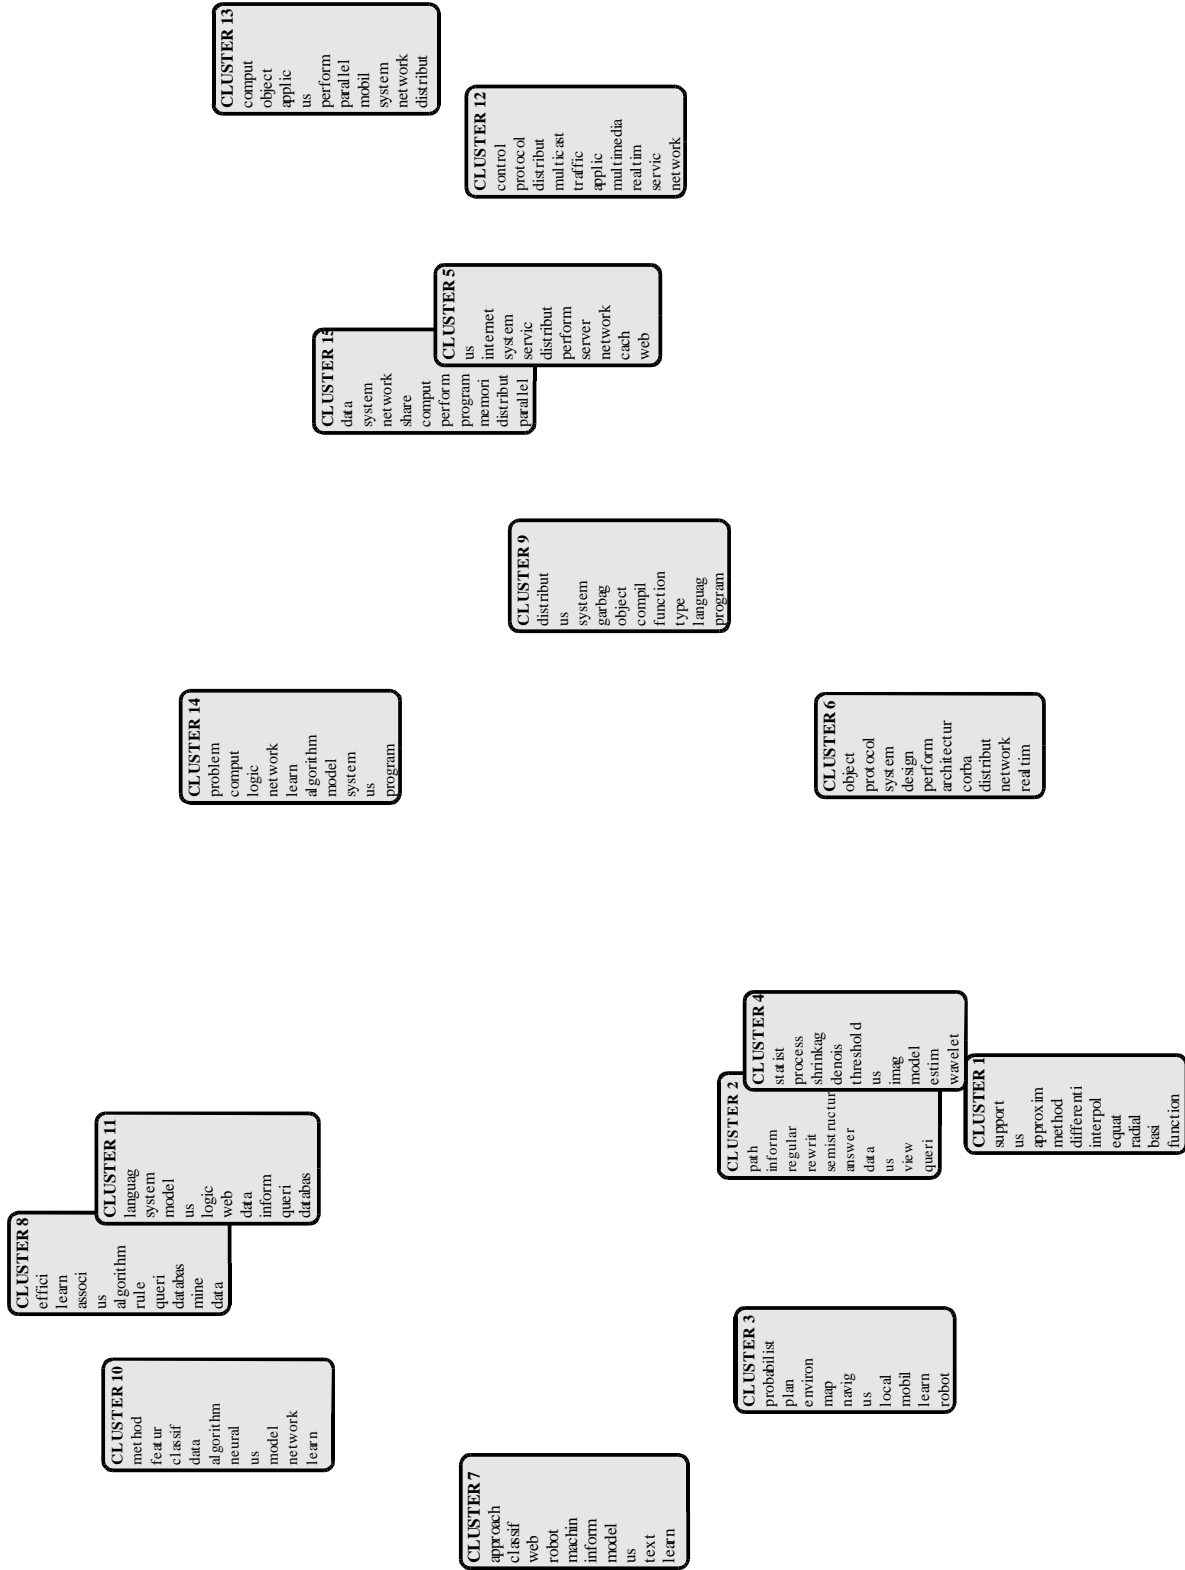 CLUSTER 8
effici
learn
associ
us
algorithm
rule
queri
databas
mine
data
CLUSTER 11
languag
system
model
us
logic
web
data
inform
queri
databas
CLUSTER 10
method
featur
classif
data
algorithm
neural
us
model
network
learn
CLUSTER 14
problem
comput
logic
network
learn
algorithm
model
system
us
program
CLUSTER 13
comput
object
applic
us
perform
parallel
mobil
system
network
distribut
CLUSTER 15
data
system
network
share
comput
perform
program
memori
distribut
parallel
CLUSTER 5
us
internet
system
servic
distribut
perform
server
network
cach
web
CLUSTER 7
approach
classif
web
robot
machin
inform
model
us
text
learn
CLUSTER 12
control
protocol
distribut
multicast
traffic
applic
multimedia
realtim
servic
network
CLUSTER 9
distribut
us
system
garbag
object
compil
function
type
languag
program
CLUSTER 2
path
inform
regular
rewrit
semistructur
answer
data
us
view
queri
CLUSTER 3
probabilist
plan
environ
map
navig
us
local
mobil
learn
robot
CLUSTER 4
statist
process
shrinkag
denois
threshold
us
imag
model
estim
wavelet
CLUSTER 6
object
protocol
system
design
perform
architectur
corba
distribut
network
realtim
CLUSTER 1
support
us
approxim
method
differenti
interpol
equat
radial
basi
function